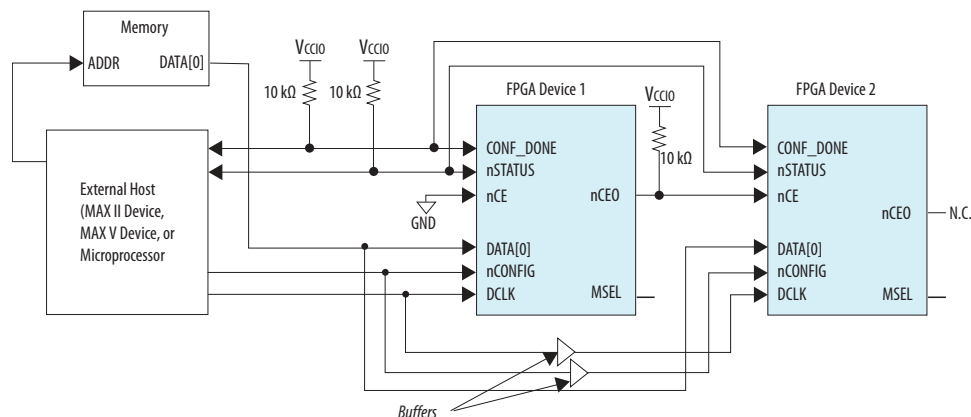 Memory
ADDR DATA[0]
VCCIO VCCIO
10 kΩ 10 kΩ
FPGA Device 1
CONF_DONE
nSTATUS
nCE
nCEO
DATA[0]
nCONFIG
DCLK
MSEL
GND
VCCIO
10 kΩ
FPGA Device 2
CONF_DONE
nSTATUS
nCE
nCEO
N.C.
DATA[0]
nCONFIG
DCLK
MSEL
External Host
(MAX II Device,
MAX V Device, or
Microprocessor
Buffers